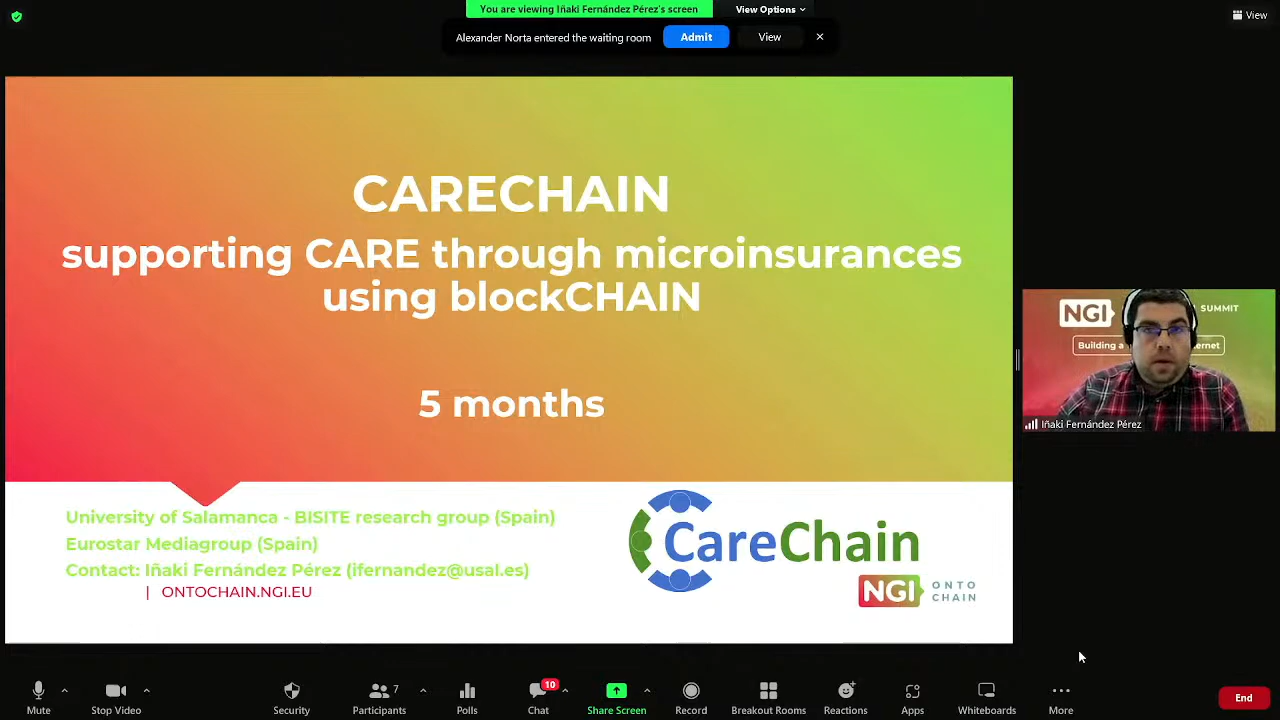 You are viewing Iñaki Fernández Pérez's screen
View Options
View
Alexander Norta entered the waiting room
Admit
View
CARECHAIN
supporting CARE through microinsurances
using blockCHAIN
5 months
University of Salamanca - BISITE research group (Spain)
Eurostar Mediagroup (Spain)
Contact: Iñaki Fernández Pérez (ifernandez@usal.es)
| ONTOCHAIN.NGI.EU
CareChain
NGI
ONTO
CHAIN
NGI
SUMMIT
Building a
Iñaki Fernández Pérez
7
10
Mute
Stop Video
Security
Participants
Polls
Chat
Share Screen
Record
Breakout Rooms
Reactions
Apps
Whiteboards
More
End